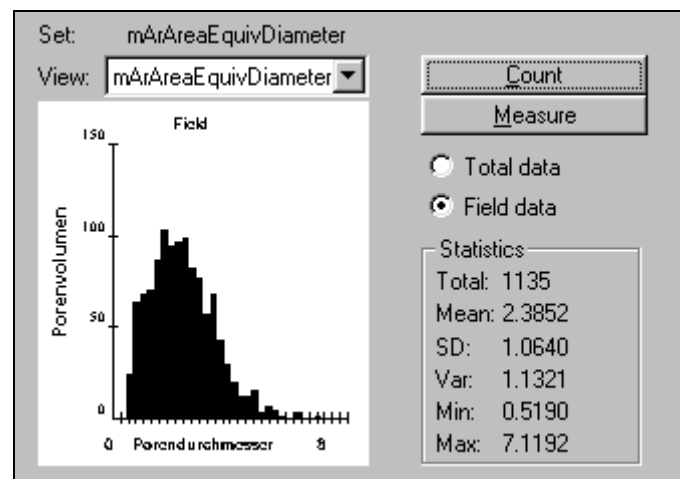 Set: mArAreaEquivDiameter
View: mArAreaEquivDiameter
Field
150
100
50
0
Porenvolumen
0 Porendurchmesser 8
Count
Measure
Total data
Field data
Statistics
Total: 1135
Mean: 2.3852
SD: 1.0640
Var: 1.1321
Min: 0.5190
Max: 7.1192